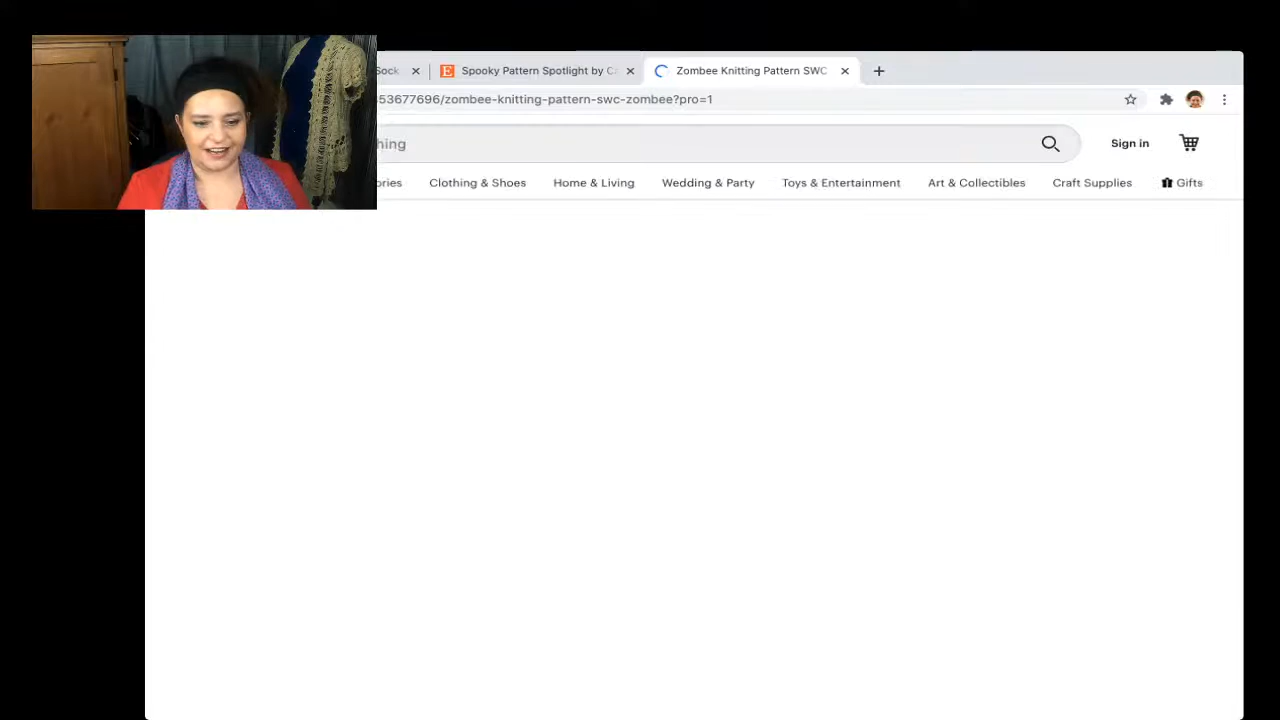 Sock
Spooky Pattern Spotlight by
Zombee Knitting Pattern SWC
53677696/zombee-knitting-pattern-swc-zombee?pro=1
hing
Sign in
ries Clothing & Shoes Home & Living Wedding & Party Toys & Entertainment Art & Collectibles Craft Supplies Gifts